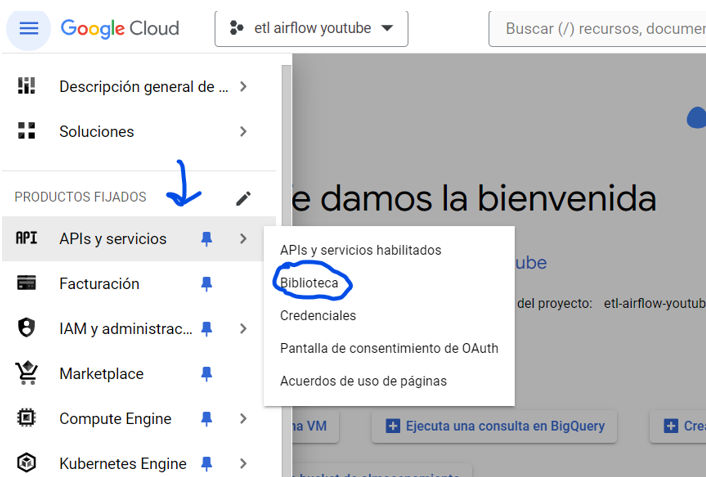 Google Cloud
etl airflow youtube
Buscar (/) recursos, documen
Descripción general de ...
Soluciones
PRODUCTOS FIJADOS
API APIs y servicios
Facturación
IAM y administrac...
Marketplace
Compute Engine
Kubernetes Engine
APIs y servicios habilitados
Biblioteca
Credenciales
Pantalla de consentimiento de OAuth
Acuerdos de uso de páginas
e damos la bienvenida
utube
del proyecto: etl-airflow-youtub
na VM
Ejecuta una consulta en BigQuery
Crea